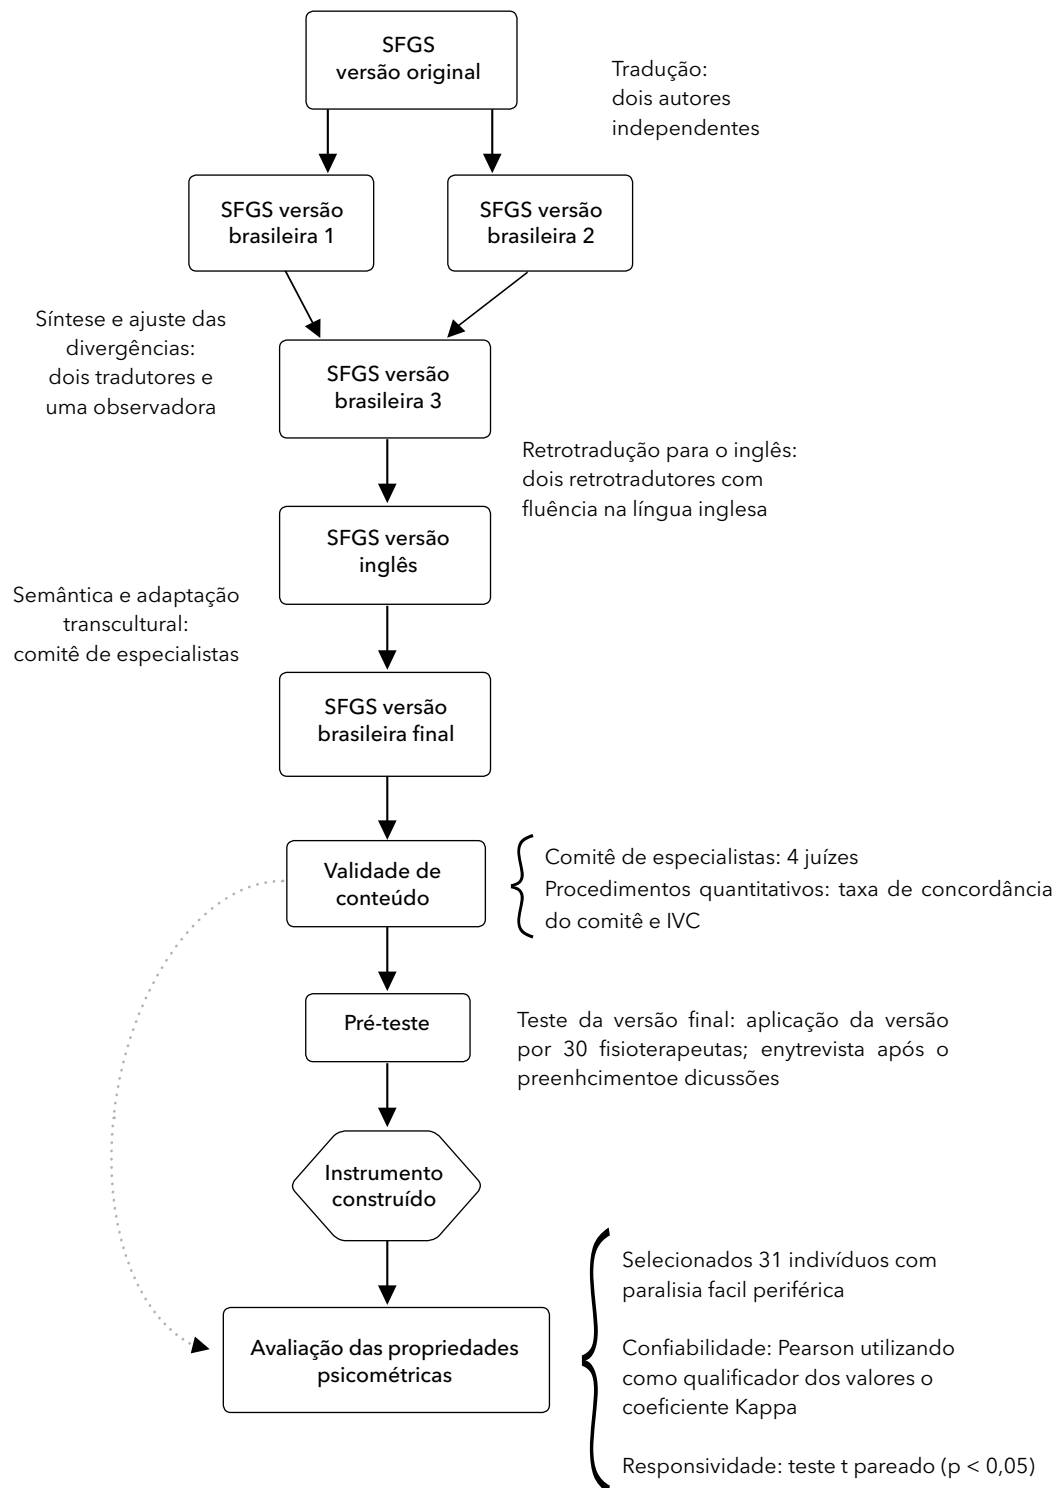 SFGS
versão original
Tradução:
dois autores
independentes
SFGS versão
brasileira 1
SFGS versão
brasileira 2
Síntese e ajuste das
divergências:
dois tradutores e
uma observadora
SFGS versão
brasileira 3
Retrotradução para o inglês:
dois retrotradutores com
fluência na língua inglesa
SFGS versão
inglês
Semântica e adaptação
transcultural:
comitê de especialistas
SFGS versão
brasileira final
Validade de
conteúdo
Comitê de especialistas: 4 juízes
Procedimentos quantitativos: taxa de concordância
do comitê e IVC
Pré-teste
Teste da versão final: aplicação da versão
por 30 fisioterapeutas; enytrevista após o
preenhcimentoe dicussões
Instrumento
construído
Avaliação das propriedades
psicométricas
Selecionados 31 indivíduos com
paralisia facil periférica
Confiabilidade: Pearson utilizando
como qualificador dos valores o
coeficiente Kappa
Responsividade: teste t pareado (p < 0,05)